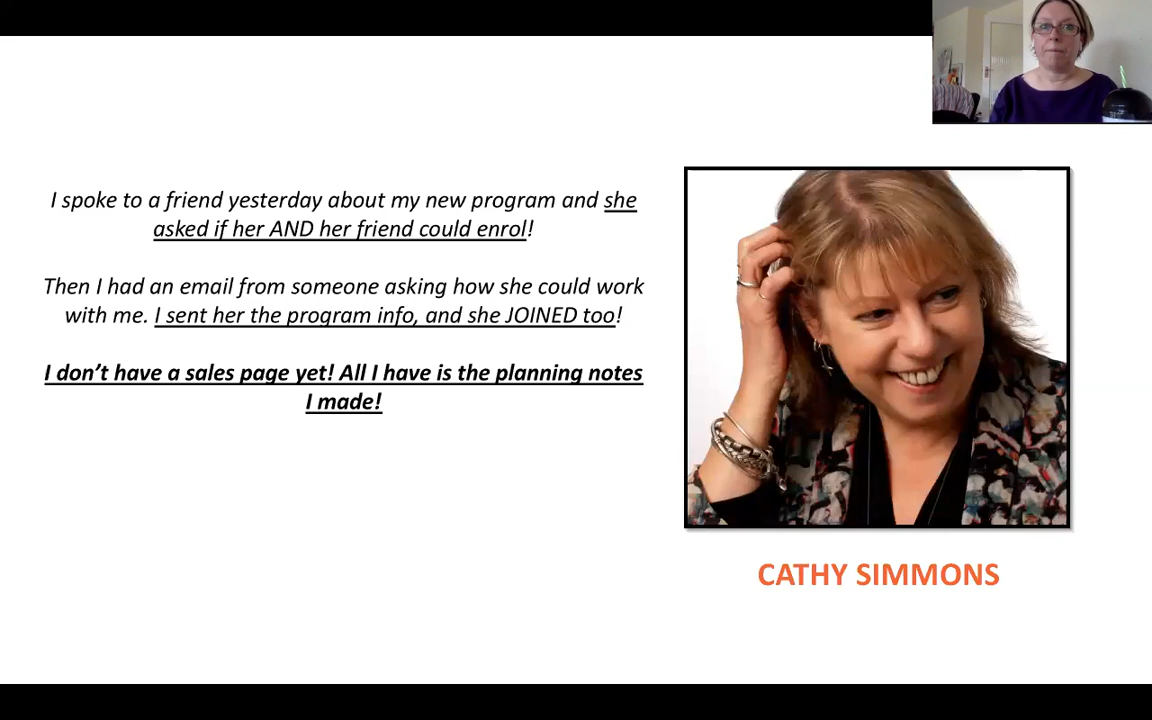 I spoke to a friend yesterday about my new program and she
asked if her AND her friend could enrol!
Then I had an email from someone asking how she could work
with me. I sent her the program info, and she JOINED too!
I don’t have a sales page yet! All I have is the planning notes
I made!
CATHY SIMMONS